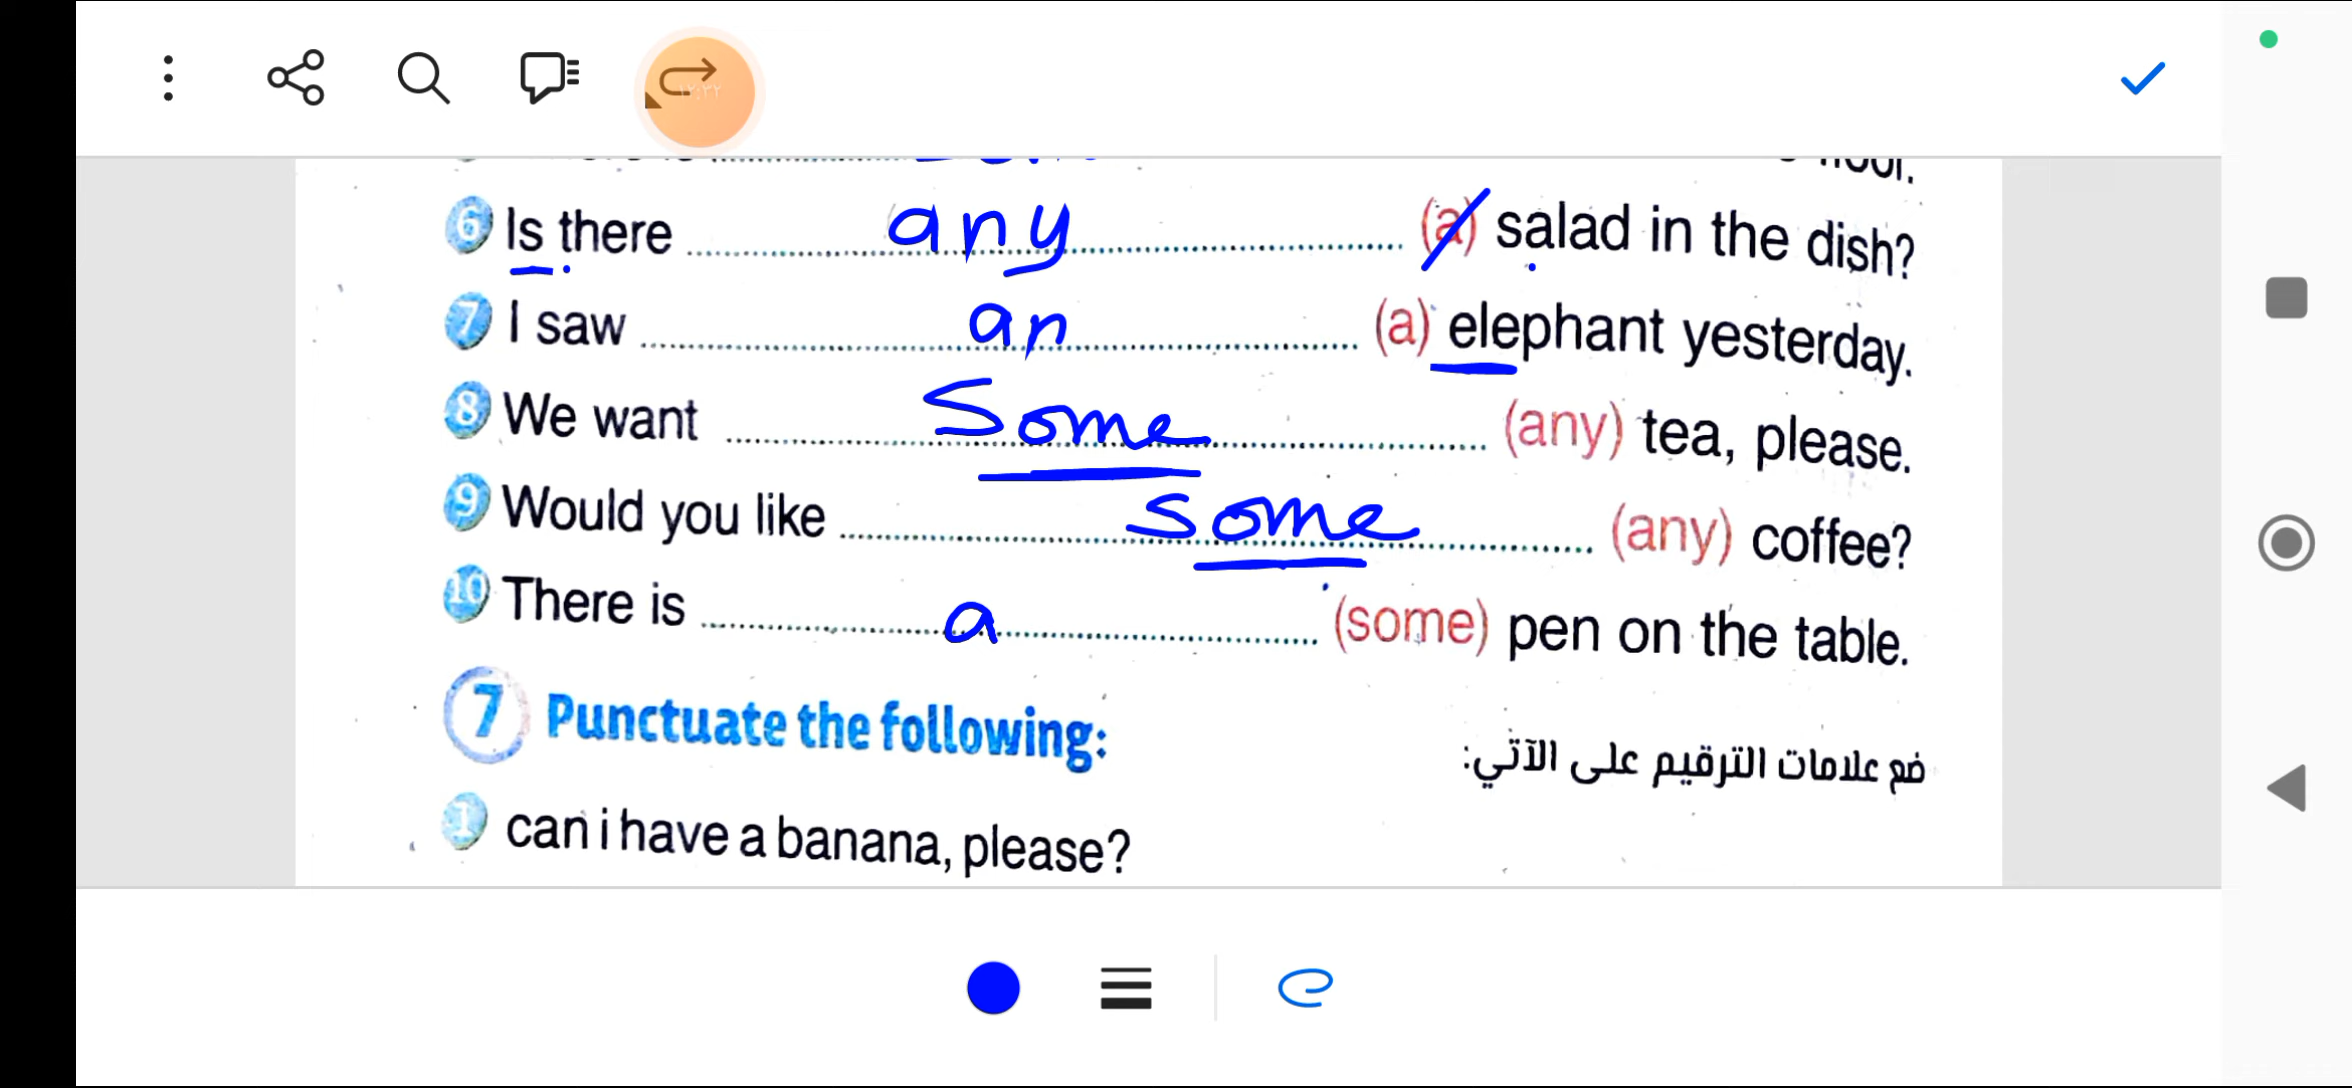 ١٢:٢٢
6 Is there any (a) salad in the dish?
7 I saw an (a) elephant yesterday.
8 We want Some (any) tea, please.
9 Would you like some (any) coffee?
10 There is a (some) pen on the table.
7 Punctuate the following:
ضع علامات الترقيم على الآتي:
1 can i have a banana, please?